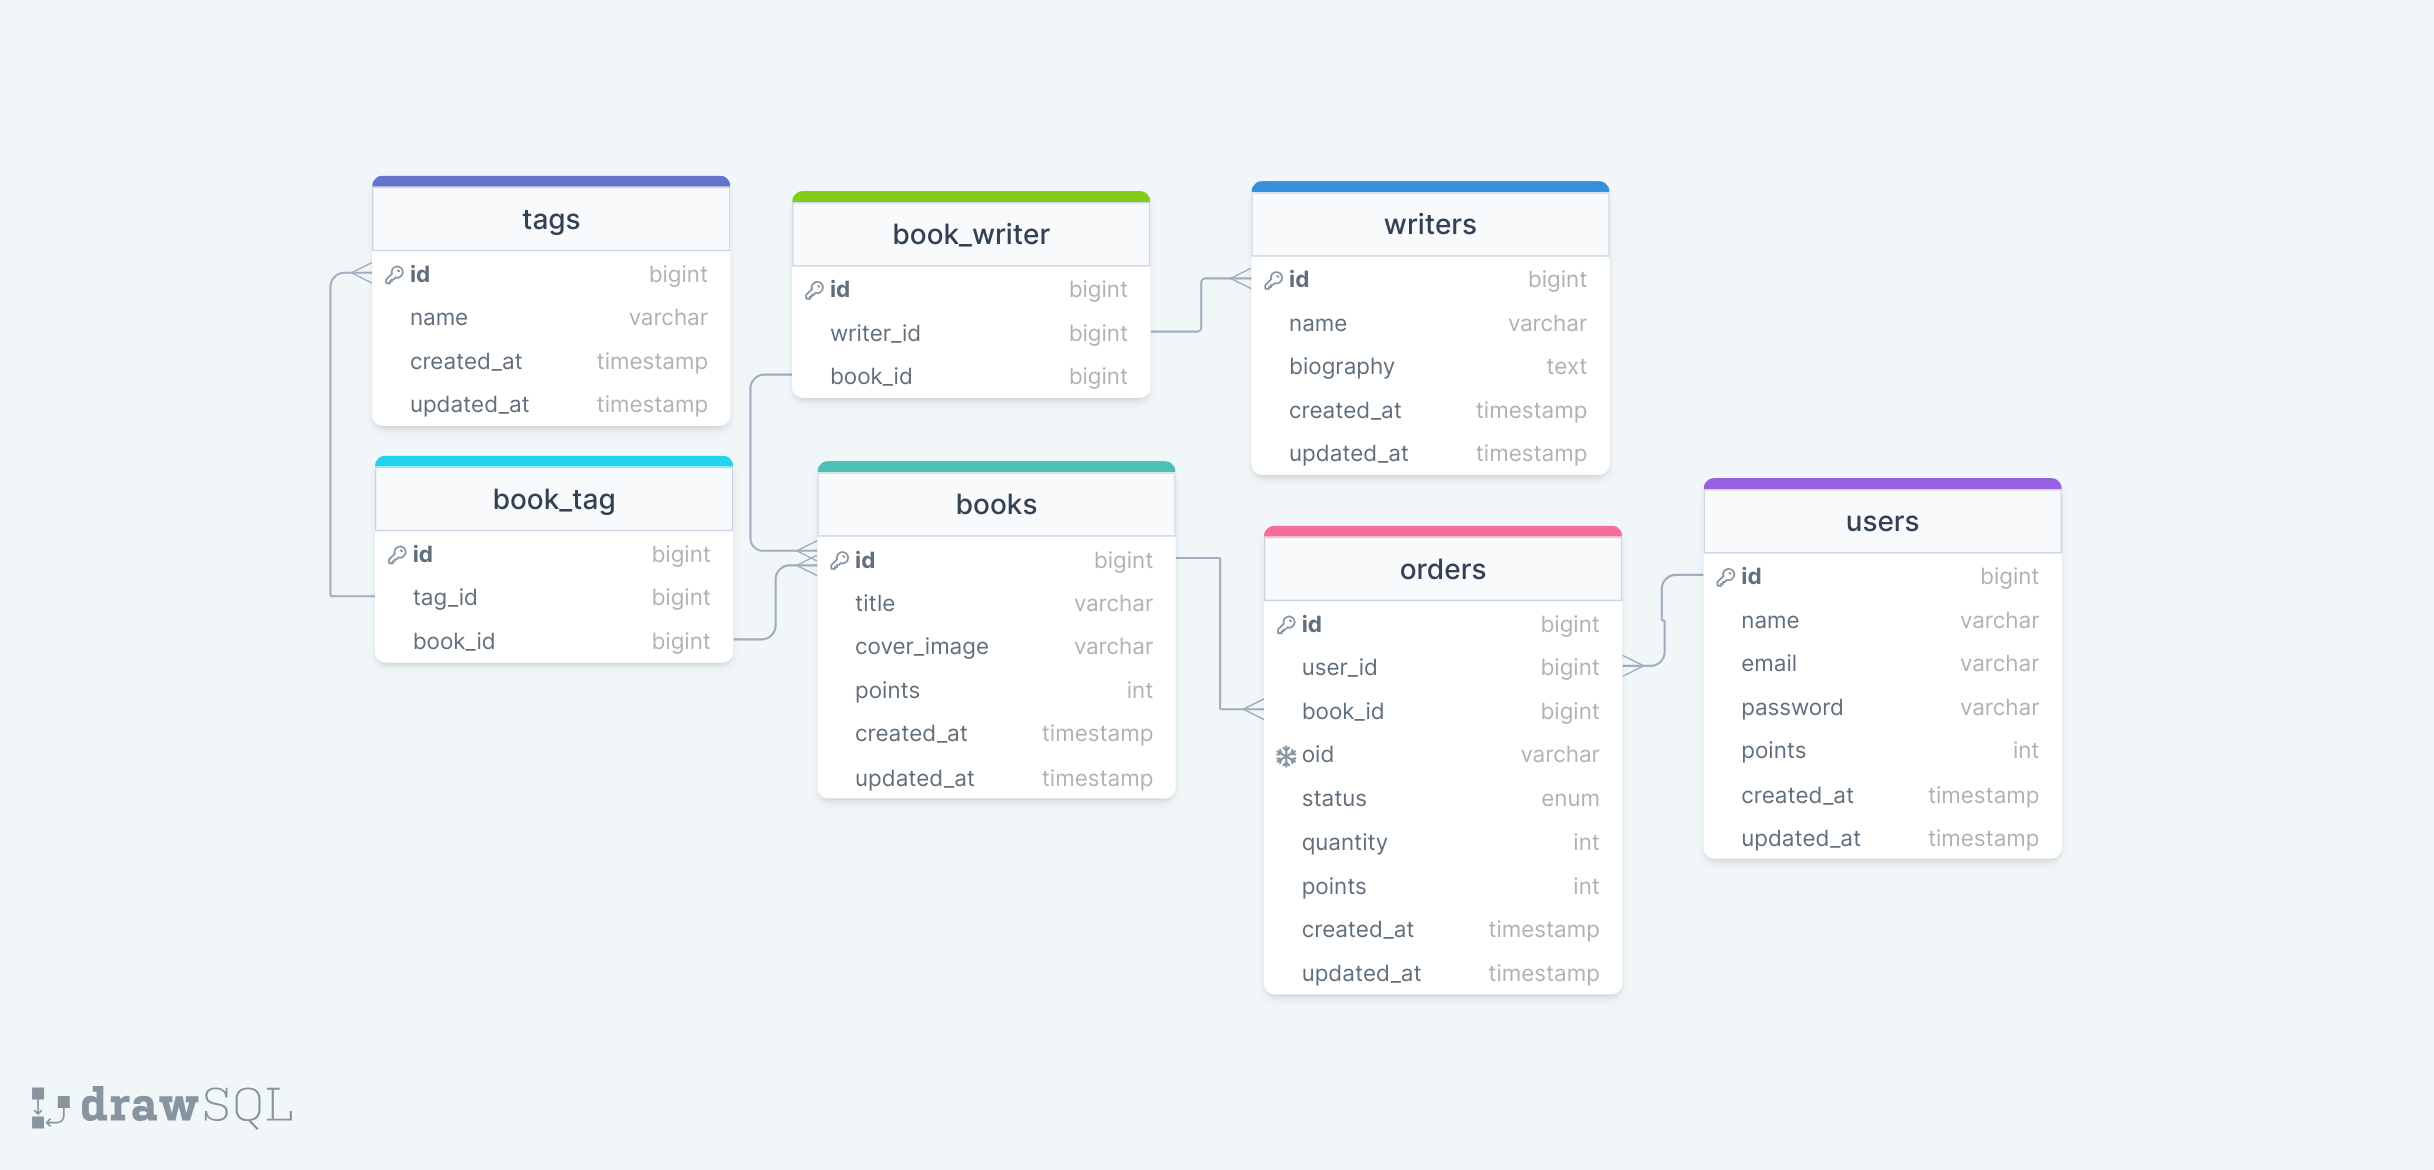 tags
id bigint
name varchar
created_at timestamp
updated_at timestamp
book_writer
id bigint
writer_id bigint
book_id bigint
writers
id bigint
name varchar
biography text
created_at timestamp
updated_at timestamp
book_tag
id bigint
tag_id bigint
book_id bigint
books
id bigint
title varchar
cover_image varchar
points int
created_at timestamp
updated_at timestamp
orders
id bigint
user_id bigint
book_id bigint
oid varchar
status enum
quantity int
points int
created_at timestamp
updated_at timestamp
users
id bigint
name varchar
email varchar
password varchar
points int
created_at timestamp
updated_at timestamp
drawSQL